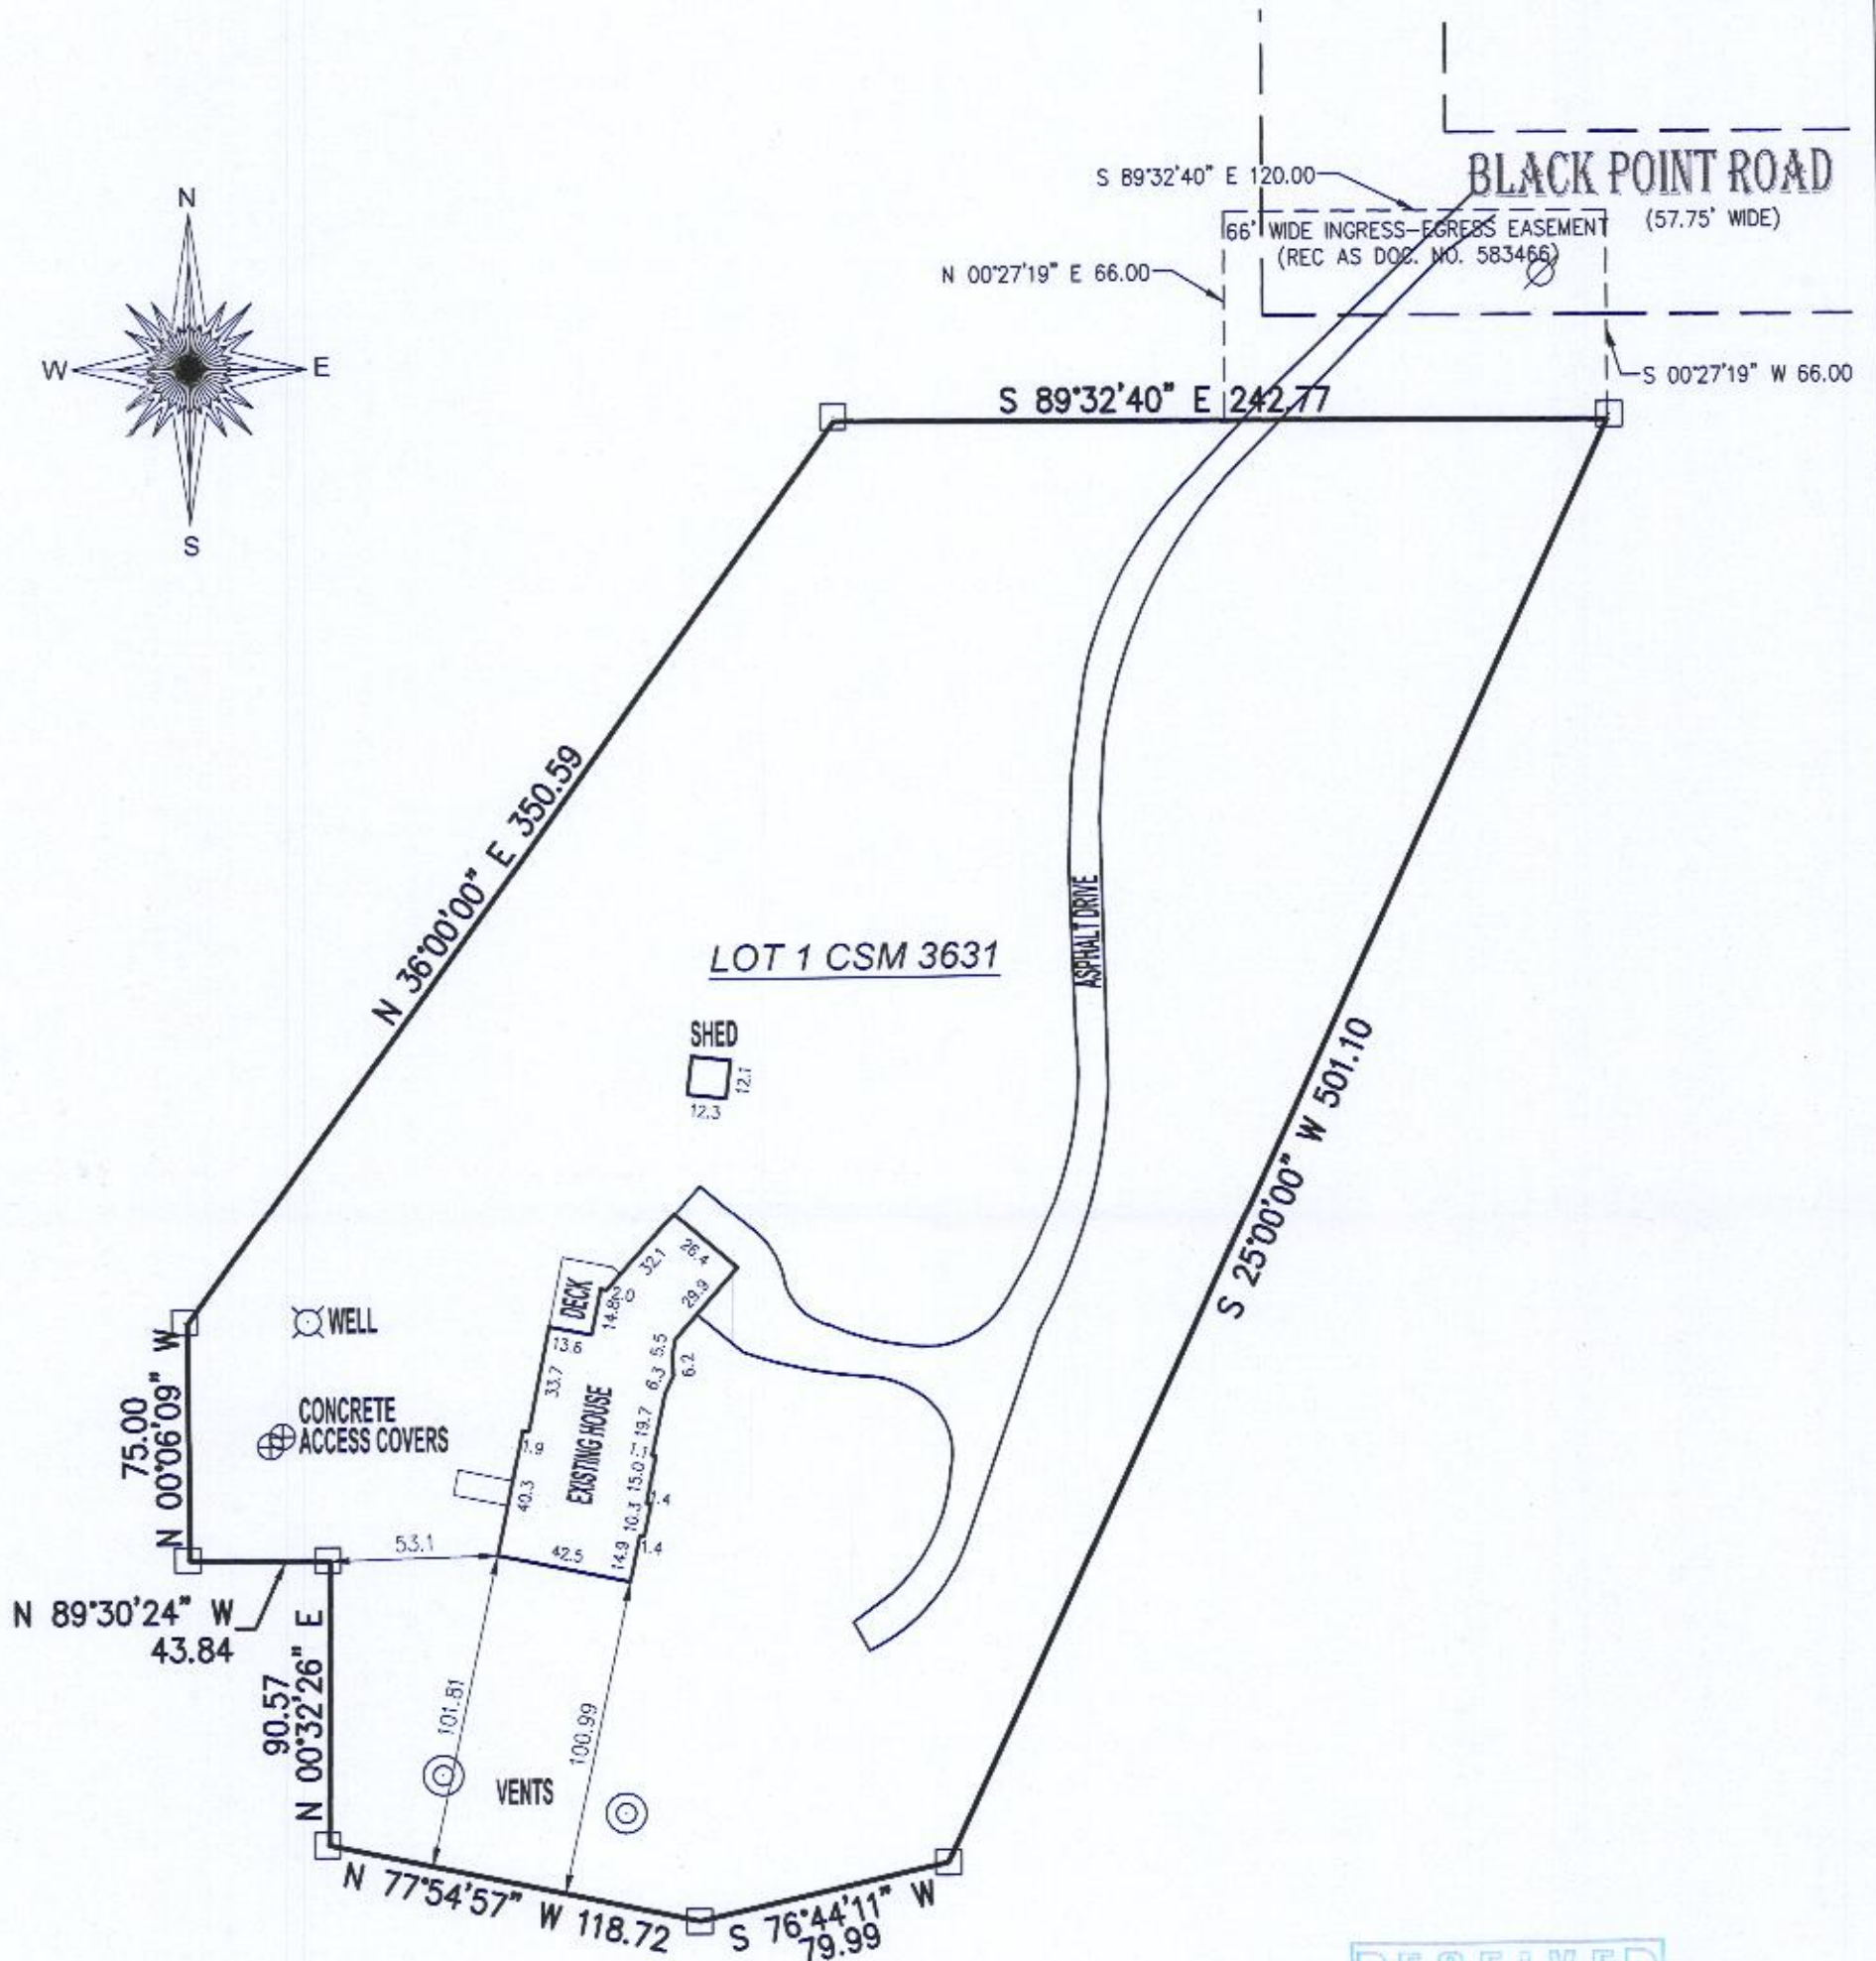 S 89°32'40" E 120.00
BLACK POINT ROAD
(57.75' WIDE)
66' WIDE INGRESS-EGRESS EASEMENT
(REC AS DOC. NO. 583466)
N 00°27'19" E 66.00
S 00°27'19" W 66.00
N
W
E
S
S 89°32'40" E 242.77
N 36°00'00" E 350.59
LOT 1 CSM 3631
ASPHALT DRIVE
SHED
12.1
12.3
S 25°00'00" W 501.10
32.1
26.4
29.9
DECK
14.8
2.0
13.6
33.7
5.5
6.3
6.2
WELL
CONCRETE
ACCESS COVERS
EXISTING HOUSE
19.7
1.9
15.0
40.3
1.4
10.3
14.9
1.4
42.5
53.1
75.00
N 00°06'09" W
N 89°30'24" W
43.84
90.57
N 00°32'26" E
101.81
100.99
VENTS
N 77°54'57" W 118.72
S 76°44'11" W
79.99
RECEIVED